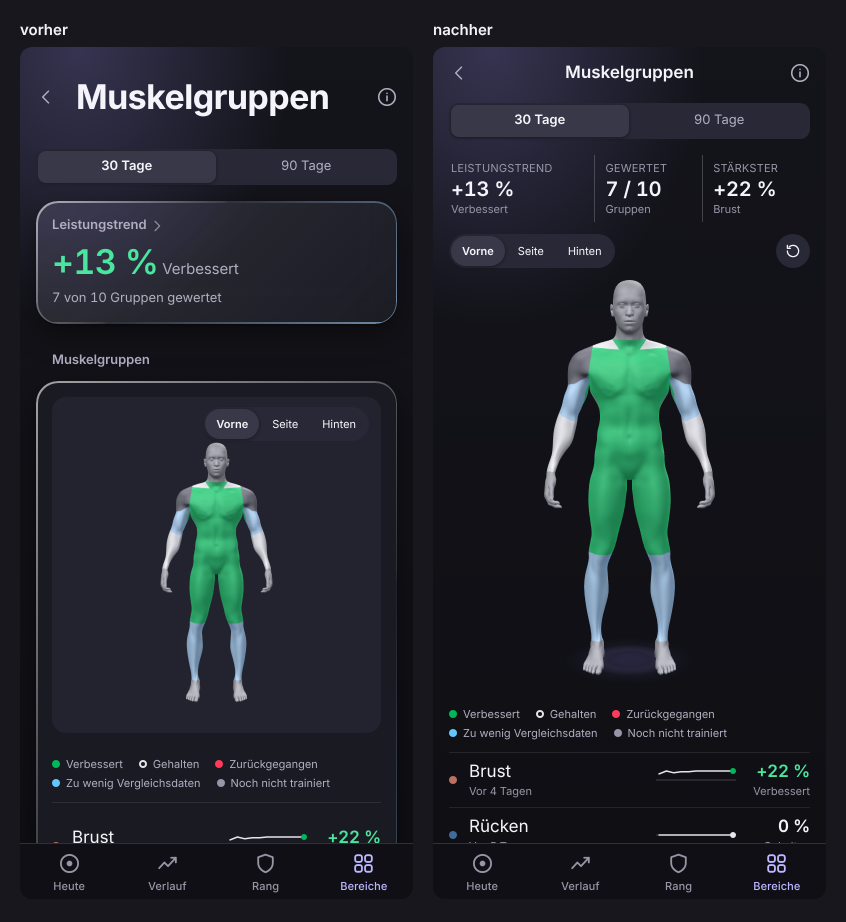 vorher
Muskelgruppen
30 Tage
90 Tage
Leistungstrend
+13 % Verbessert
7 von 10 Gruppen gewertet
Muskelgruppen
Vorne
Seite
Hinten
Verbessert
Gehalten
Zurückgegangen
Zu wenig Vergleichsdaten
Noch nicht trainiert
Brust
+22 %
Heute
Verlauf
Rang
Bereiche
nachher
Muskelgruppen
30 Tage
90 Tage
LEISTUNGSTREND
+13 %
Verbessert
GEWERTET
7 / 10
Gruppen
STÄRKSTER
+22 %
Brust
Vorne
Seite
Hinten
Verbessert
Gehalten
Zurückgegangen
Zu wenig Vergleichsdaten
Noch nicht trainiert
Brust
Vor 4 Tagen
+22 %
Verbessert
Rücken
0 %
Heute
Verlauf
Rang
Bereiche